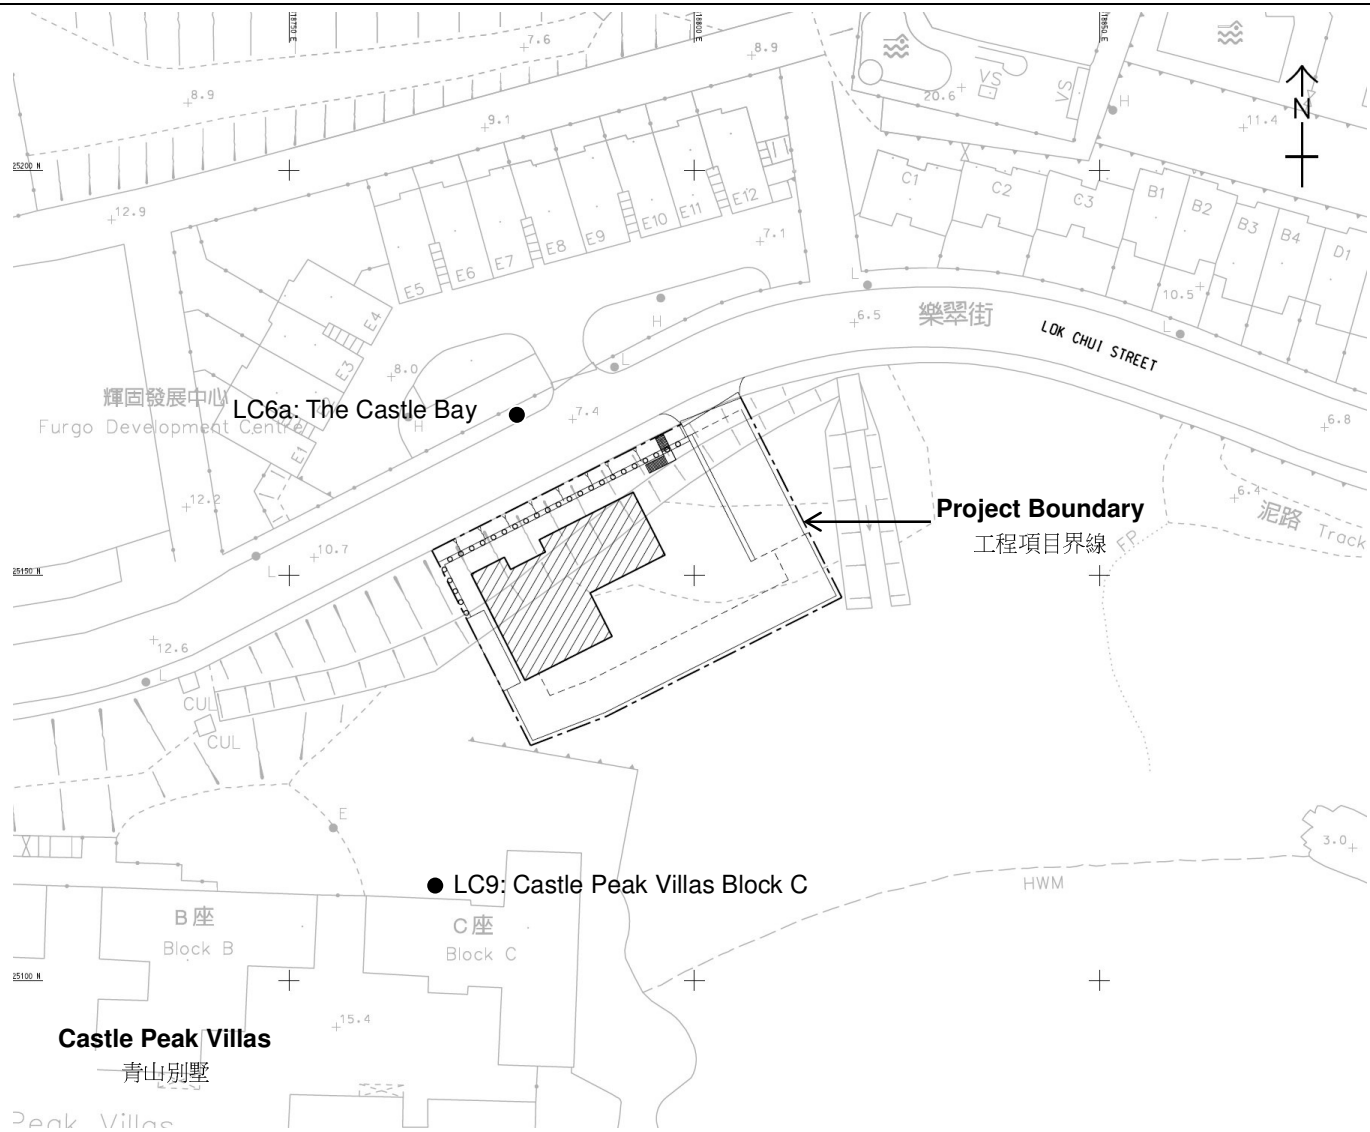 18750 E
18800 E
18850 E
7.6
8.9
VS
VS
H
20.6
8.9
9.1
11.4
N
25200 N
C1
C2
C3
B1
B2
B3
B4
D1
12.9
E5
E6
E7
E8
E9
E10
E11
E12
7.1
10.5
L
H
L
6.5
樂翠街
LOK CHUI STREET
L
E4
E3
8.0
輝固發展中心
Furgo Development Centre
LC6a: The Castle Bay
H
7.4
6.8
E1
12.2
10.7
L
Project Boundary
工程項目界線
6.4
泥路
Track
FP
25150 N
12.6
L
CUL
CUL
E
3.0
LC9: Castle Peak Villas Block C
HWM
B座
Block B
C座
Block C
25100 N
15.4
Castle Peak Villas
青山別墅
Peak Villas